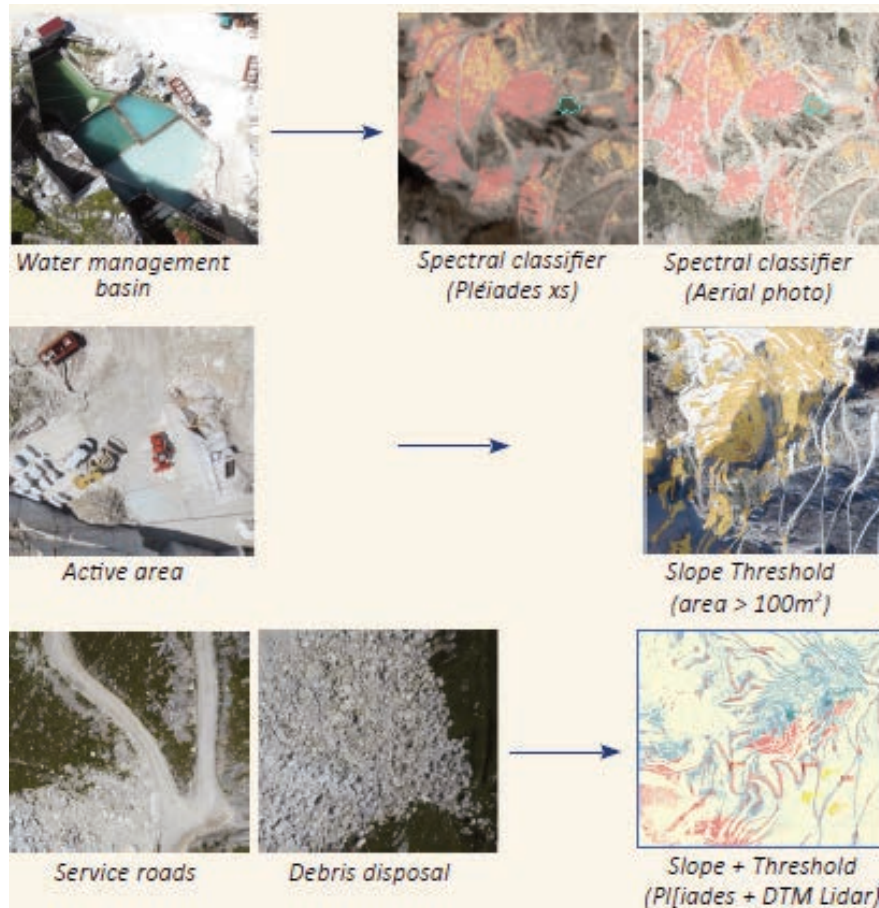 Water management
basin
Spectral classifier
(Pléiades xs)
Spectral classifier
(Aerial photo)
Active area
Slope Threshold
(area > 100m²)
Service roads
Debris disposal
Slope + Threshold
(Pl[iades + DTM Lidar)